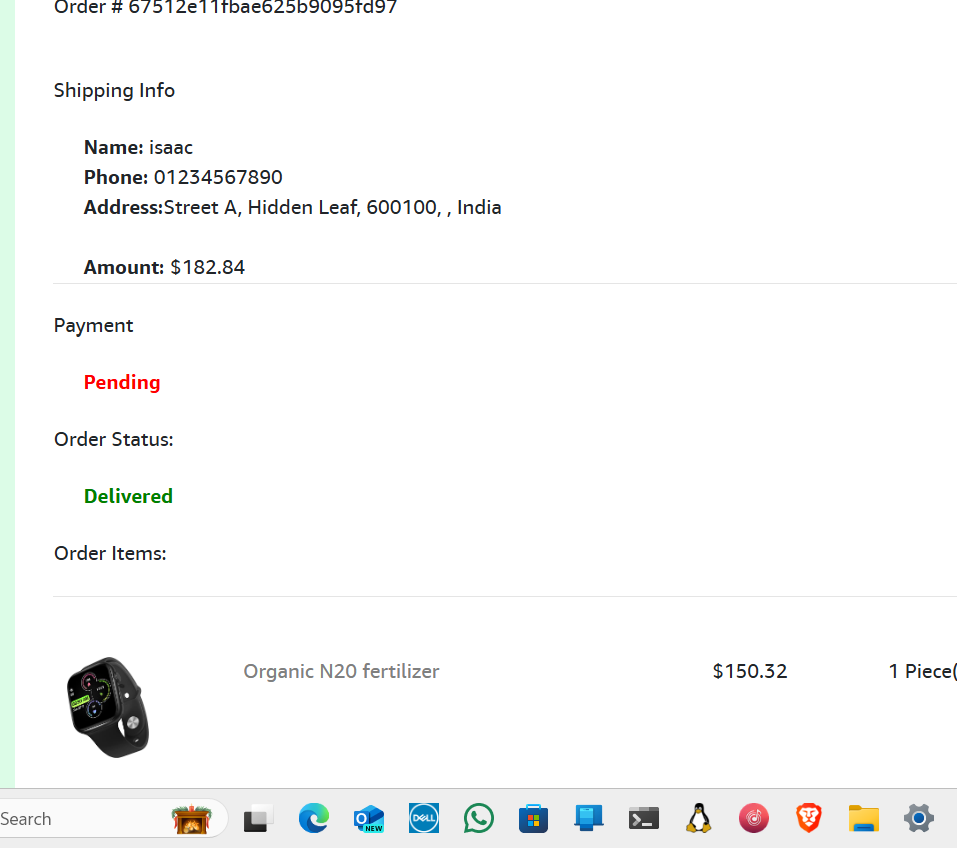 Order # 67512e11fbae625b9095fd97
Shipping Info
Name: isaac
Phone: 01234567890
Address:Street A, Hidden Leaf, 600100, , India
Amount: $182.84
Payment
Pending
Order Status:
Delivered
Order Items:
Organic N20 fertilizer $150.32 1 Piece(
Search
NEW
DELL